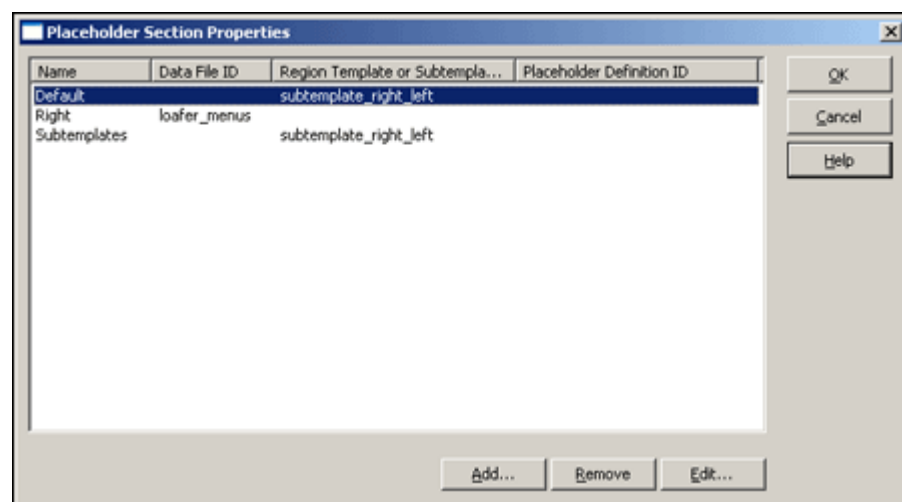 Placeholder Section Properties
Name Data File ID Region Template or Subtempla... Placeholder Definition ID
Default subtemplate_right_left
Right loafer_menus
Subtemplates subtemplate_right_left
OK
Cancel
Help
Add... Remove Edit...